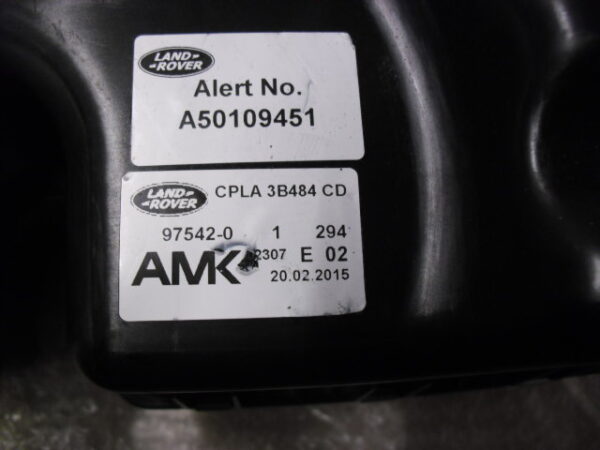 LAND-
ROVER
Alert No.
A50109451
LAND-
ROVER
CPLA 3B484 CD
97542-0 1 294
AMK 2307 E 02
20.02.2015